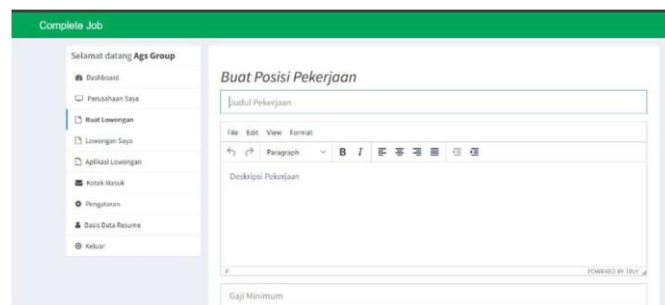 Complete Job
Selamat datang Ags Group
Dashboard
Perusahaan Saya
Buat Lowongan
Lowongan Saya
Aplikasi Lowongan
Kotak Masuk
Pengaturan
Basis Data Resume
Keluar
Buat Posisi Pekerjaan
Judul Pekerjaan
File Edit View Format
Paragraph B I
Deskripsi Pekerjaan
P POWERED BY TINY
Gaji Minimum